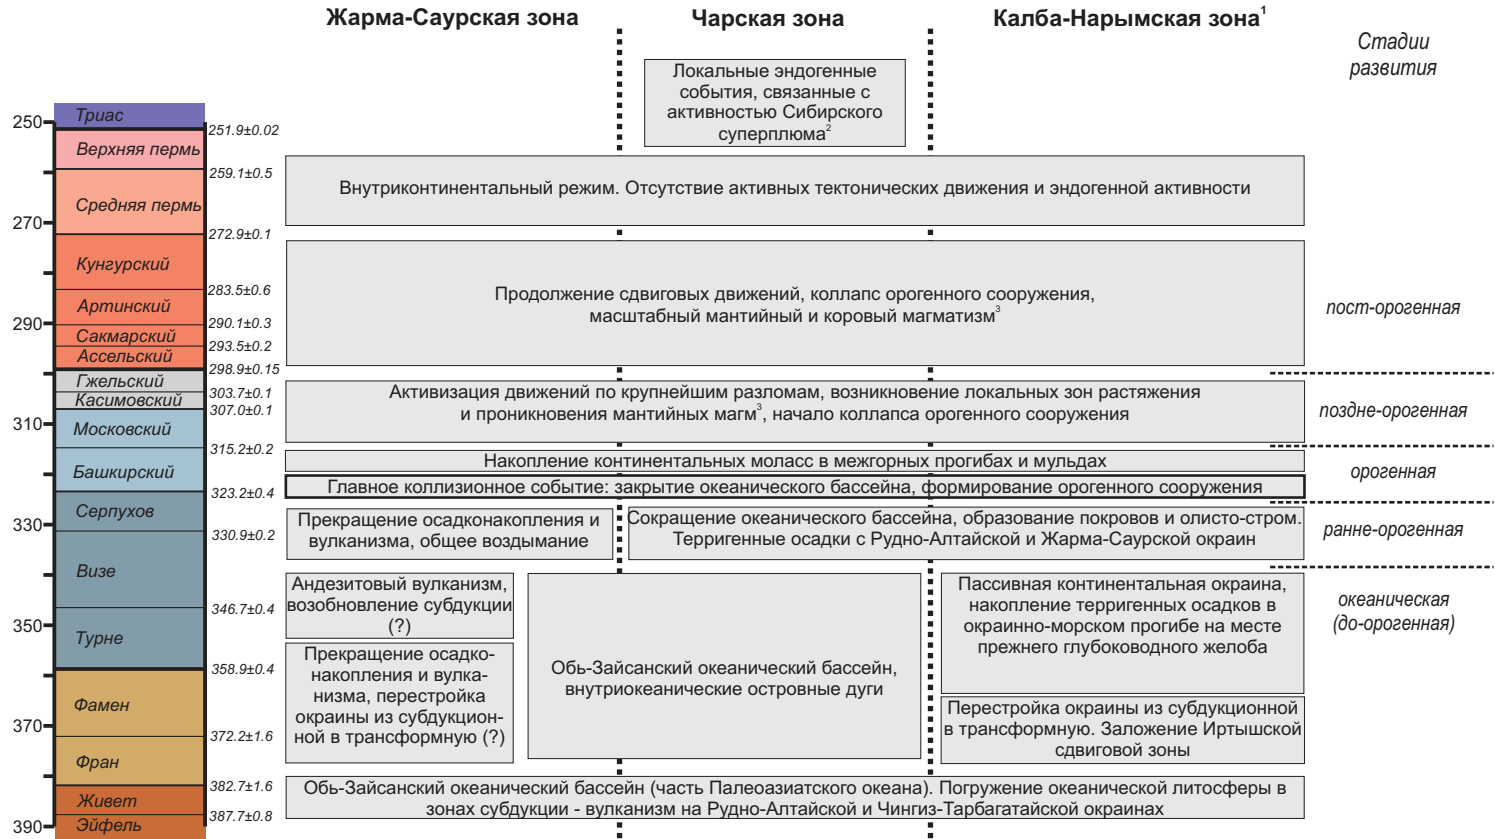 Жарма-Саурская зона
Чарская зона
Калба-Нарымская зона¹
Стадии
развития
Локальные эндогенные
события, связанные с
активностью Сибирского
суперплюма²
250
270
290
310
330
350
370
390
Триас
251.9±0.02
Верхняя пермь
259.1±0.5
Средняя пермь
272.9±0.1
Кунгурский
283.5±0.6
Артинский
290.1±0.3
Сакмарский
293.5±0.2
Ассельский
298.9±0.15
Гжельский
303.7±0.1
Касимовский
307.0±0.1
Московский
315.2±0.2
Башкирский
323.2±0.4
Серпухов
330.9±0.2
Визе
346.7±0.4
Турне
358.9±0.4
Фамен
372.2±1.6
Фран
382.7±1.6
Живет
387.7±0.8
Эйфель
Внутриконтинентальный режим. Отсутствие активных тектонических движения и эндогенной активности
Продолжение сдвиговых движений, коллапс орогенного сооружения,
масштабный мантийный и коровый магматизм³
пост-орогенная
Активизация движений по крупнейшим разломам, возникновение локальных зон растяжения
и проникновения мантийных магм³, начало коллапса орогенного сооружения
поздне-орогенная
Накопление континентальных моласс в межгорных прогибах и мульдах
Главное коллизионное событие: закрытие океанического бассейна, формирование орогенного сооружения
орогенная
Прекращение осадконакопления и
вулканизма, общее воздымание
Сокращение океанического бассейна, образование покровов и олисто-стром.
Терригенные осадки с Рудно-Алтайской и Жарма-Саурской окраин
ранне-орогенная
Андезитовый вулканизм,
возобновление субдукции
(?)
Прекращение осадко-
накопления и вулка-
низма, перестройка
окраины из субдукцион-
ной в трансформную (?)
Обь-Зайсанский океанический бассейн,
внутриокеанические островные дуги
Пассивная континентальная окраина,
накопление терригенных осадков в
окраинно-морском прогибе на месте
прежнего глубоководного желоба
Перестройка окраины из субдукционной
в трансформную. Заложение Иртышской
сдвиговой зоны
океаническая
(до-орогенная)
Обь-Зайсанский океанический бассейн (часть Палеоазиатского океана). Погружение океанической литосферы в
зонах субдукции - вулканизм на Рудно-Алтайской и Чингиз-Тарбагатайской окраинах